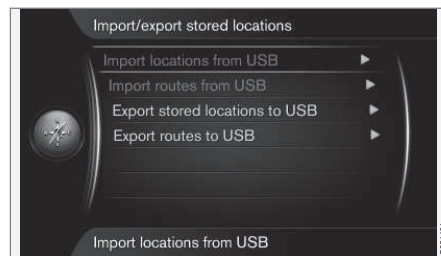 Import/export stored locations
Import locations from USB
Import routes from USB
Export stored locations to USB
Export routes to USB
Import locations from USB